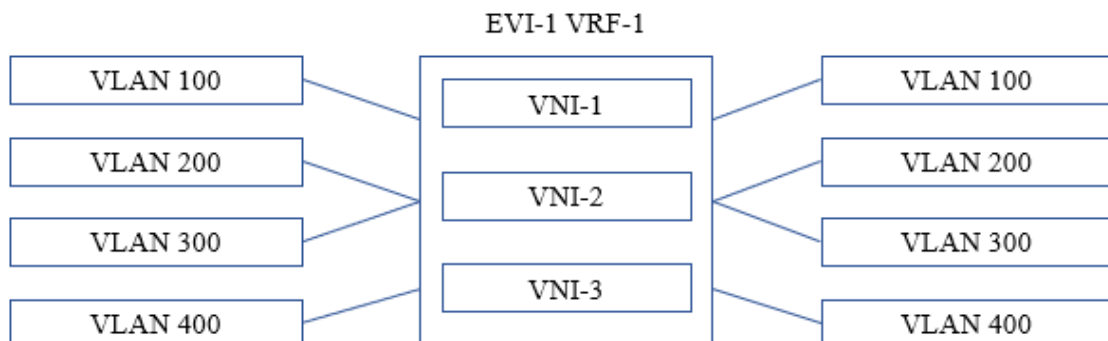 EVI-1 VRF-1
VLAN 100
VNI-1
VLAN 100
VLAN 200
VNI-2
VLAN 200
VLAN 300
VLAN 300
VNI-3
VLAN 400
VLAN 400